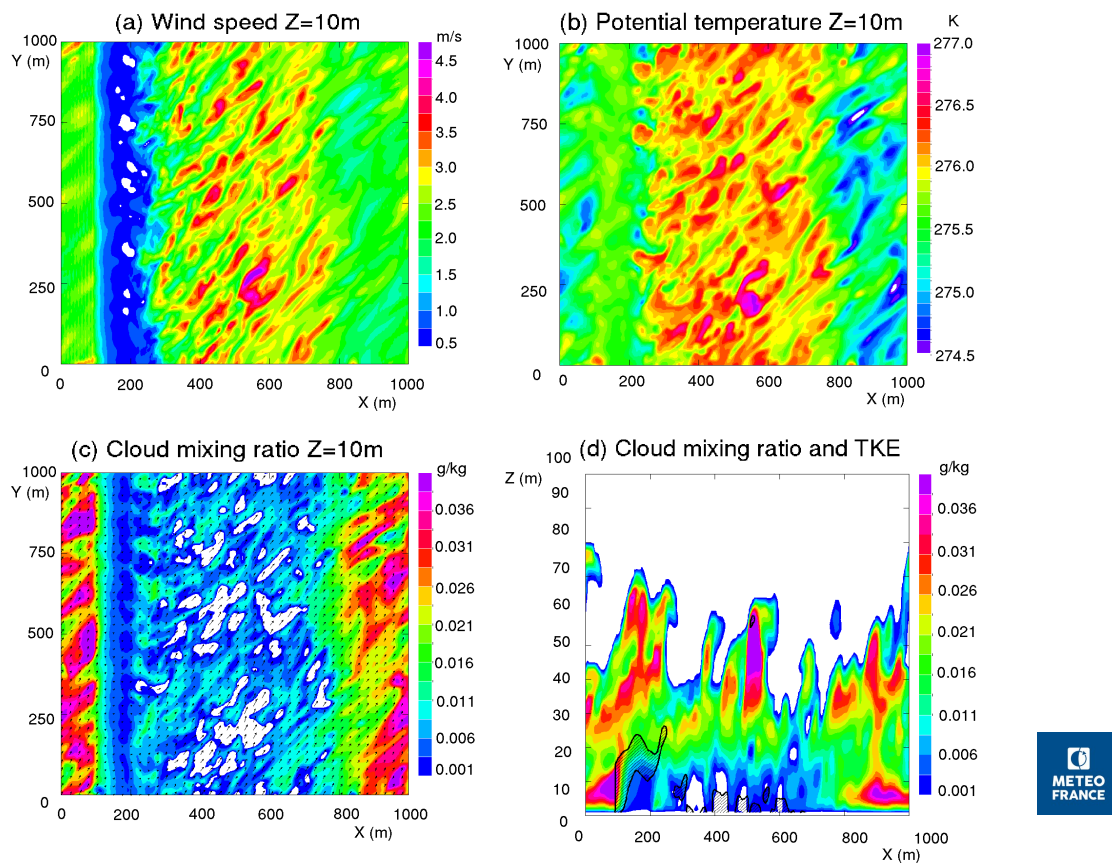 (a) Wind speed Z=10m
m/s
1000
Y (m)
750
500
250
0
0 200 400 600 800 1000
X (m)
4.5
4.0
3.5
3.0
2.5
2.0
1.5
1.0
0.5
(b) Potential temperature Z=10m
K
1000
Y (m)
750
500
250
0
0 200 400 600 800 1000
X (m)
277.0
276.5
276.0
275.5
275.0
274.5
(c) Cloud mixing ratio Z=10m
g/kg
1000
Y (m)
750
500
250
0
0 200 400 600 800 1000
X (m)
0.036
0.031
0.026
0.021
0.016
0.011
0.006
0.001
(d) Cloud mixing ratio and TKE
g/kg
100
Z (m)
90
80
70
60
50
40
30
20
10
0
0 200 400 600 800 1000
X (m)
0.036
0.031
0.026
0.021
0.016
0.011
0.006
0.001
METEO
FRANCE